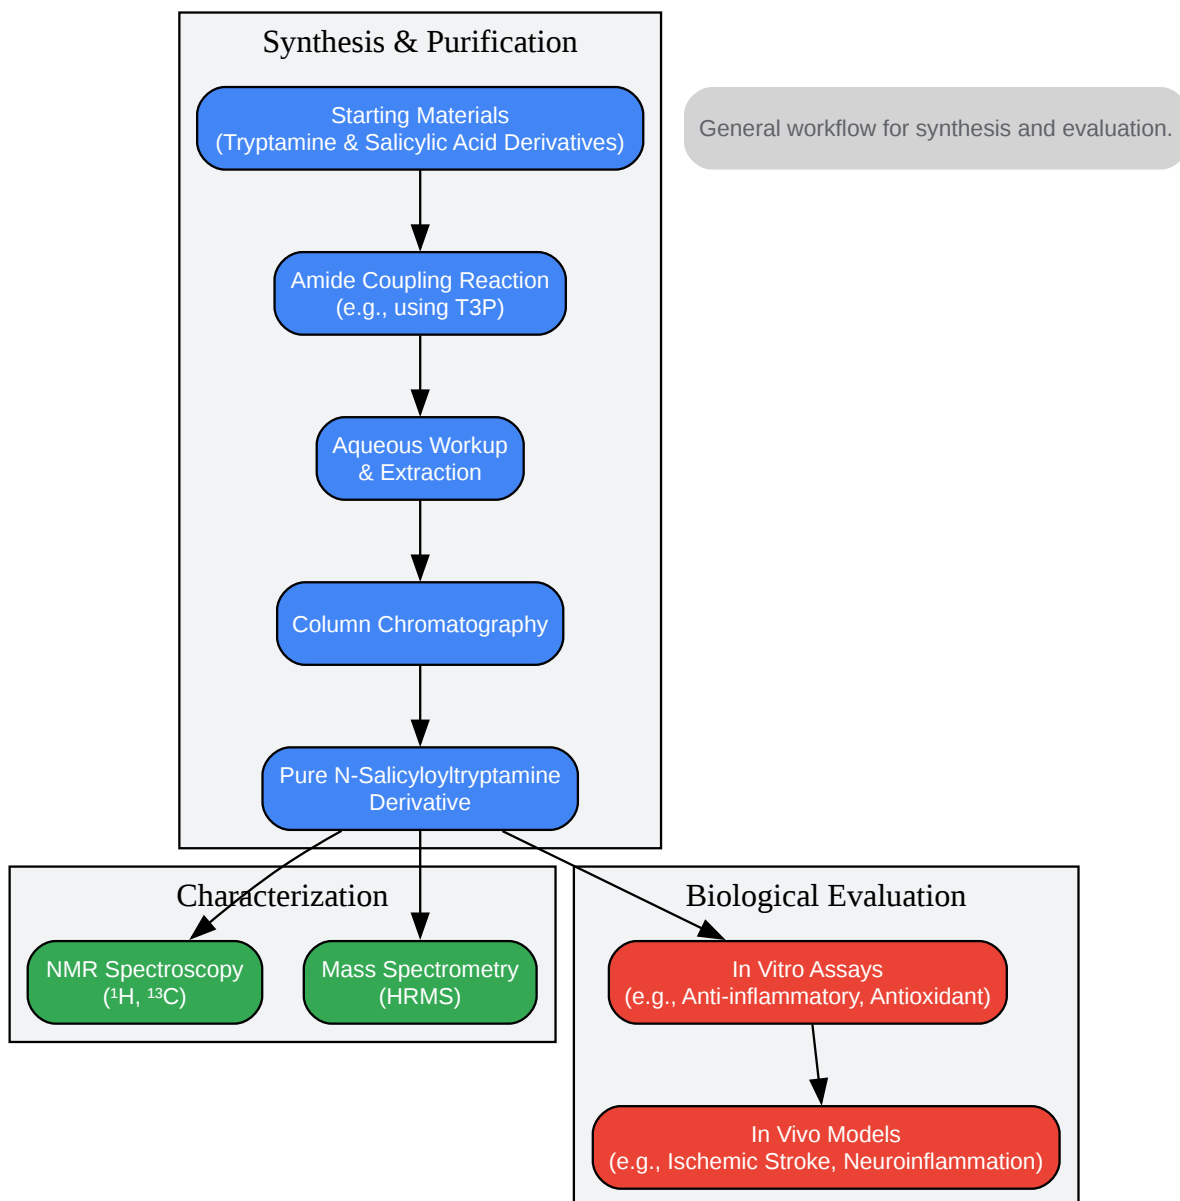 Synthesis & Purification
Starting Materials
(Tryptamine & Salicylic Acid Derivatives)
General workflow for synthesis and evaluation.
Amide Coupling Reaction
(e.g., using T3P)
Aqueous Workup
& Extraction
Column Chromatography
Pure N-Salicyloyltryptamine
Derivative
Characterization
NMR Spectroscopy
(¹H, ¹³C)
Mass Spectrometry
(HRMS)
Biological Evaluation
In Vitro Assays
(e.g., Anti-inflammatory, Antioxidant)
In Vivo Models
(e.g., Ischemic Stroke, Neuroinflammation)